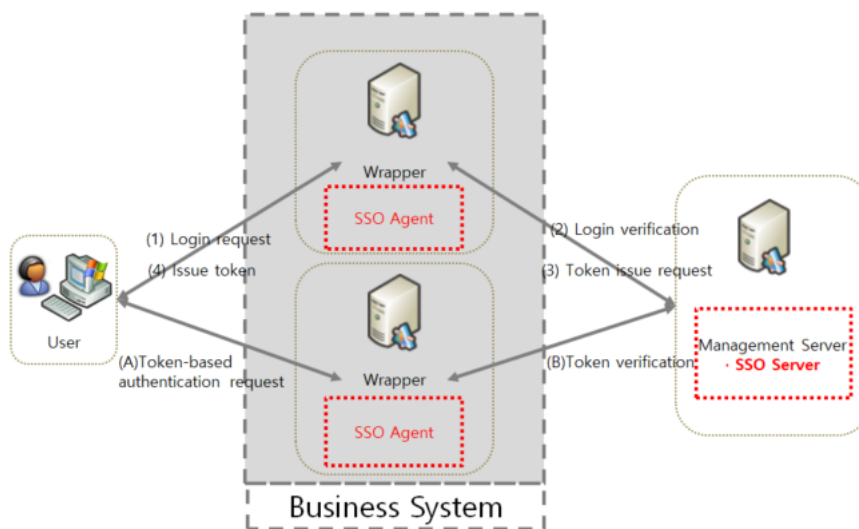 Wrapper
SSO Agent
(1) Login request
(4) Issue token
(2) Login verification
(3) Token issue request
User
Management Server
· SSO Server
(A)Token-based
authentication request
Wrapper
(B)Token verification
SSO Agent
Business System